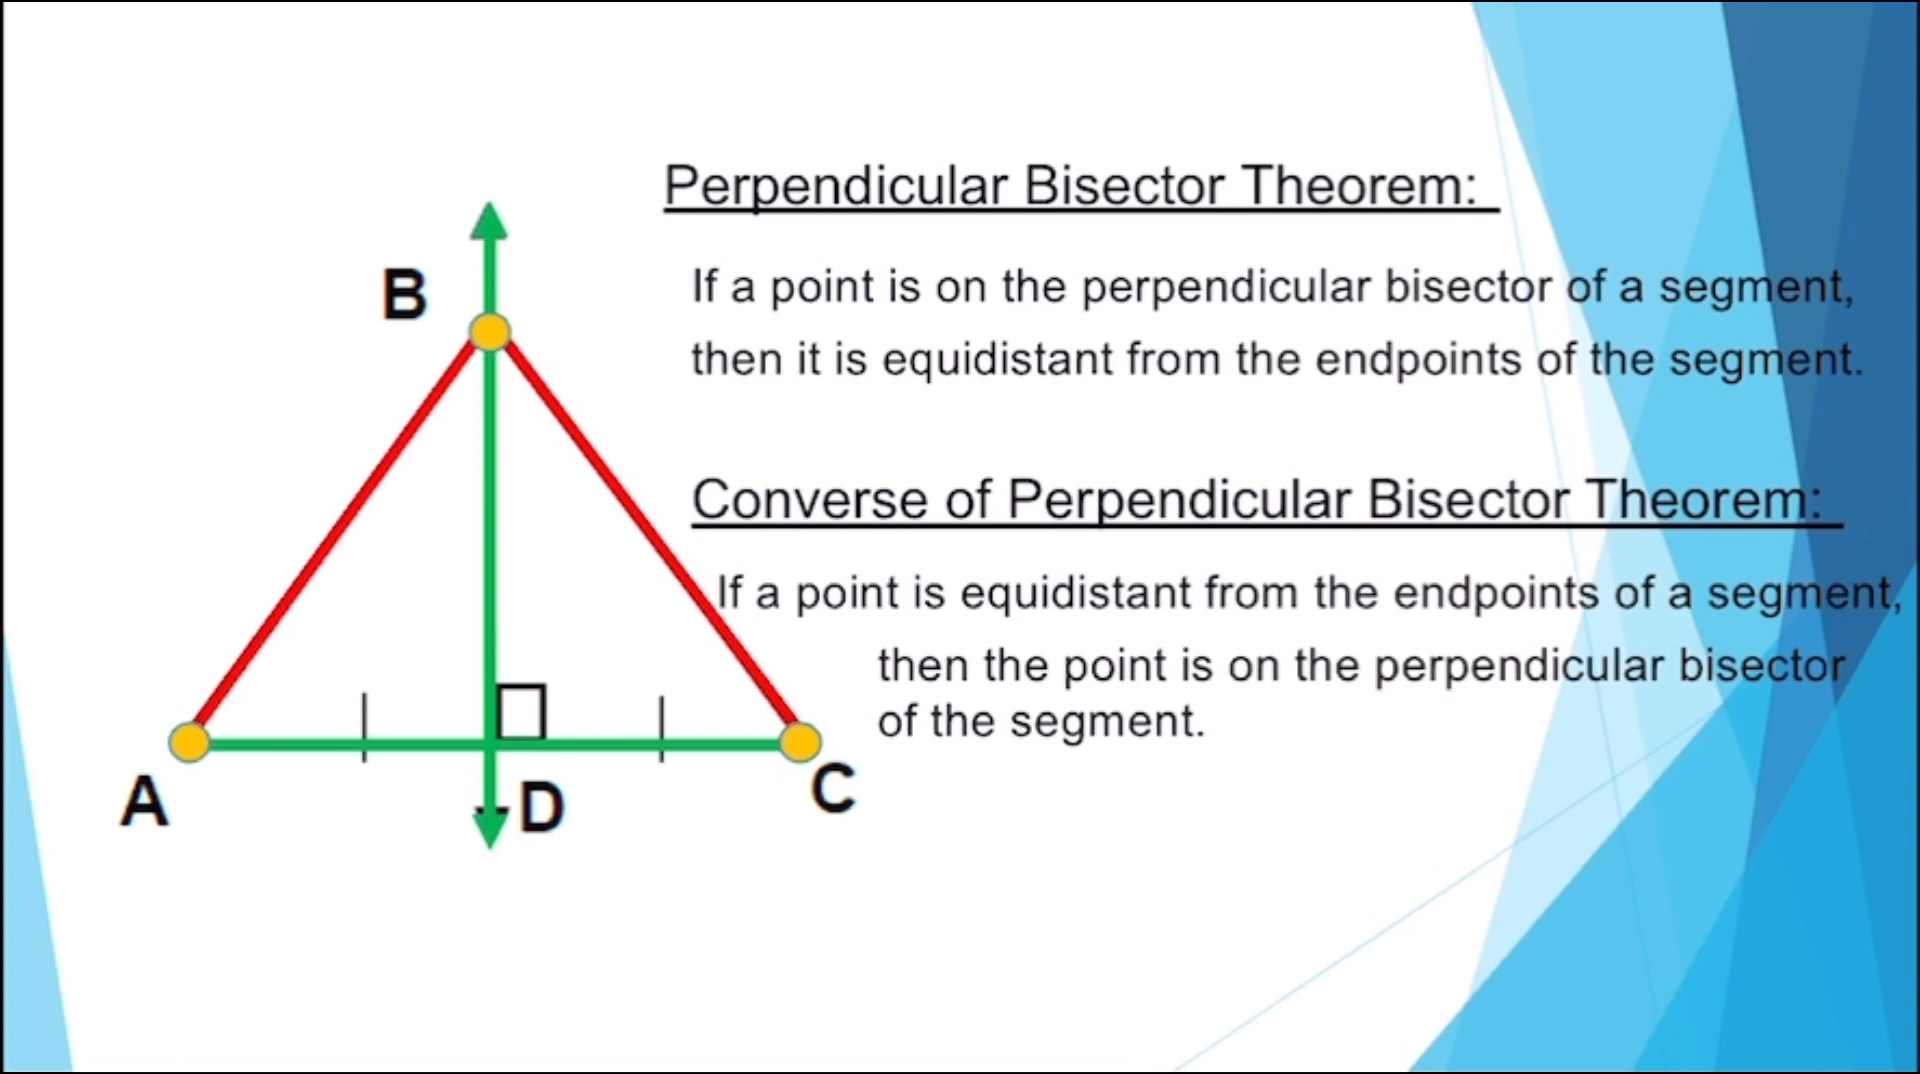 Perpendicular Bisector Theorem:
If a point is on the perpendicular bisector of a segment,
then it is equidistant from the endpoints of the segment.
Converse of Perpendicular Bisector Theorem:
If a point is equidistant from the endpoints of a segment,
then the point is on the perpendicular bisector
of the segment.
B
A
D
C